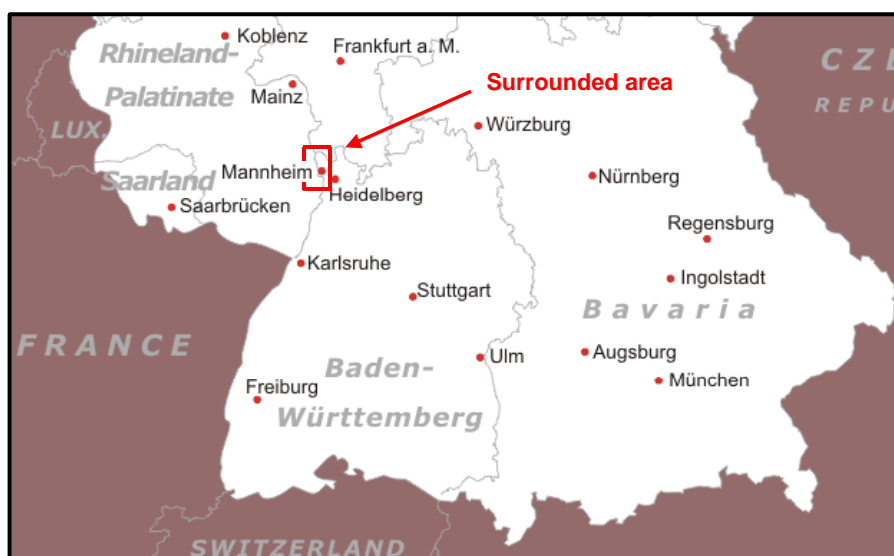 Koblenz
Frankfurt a. M.
Rhineland-
Palatinate
CZE
REPU
Surrounded area
Mainz
LUX.
Würzburg
Mannheim
Saarland
Heidelberg
Nürnberg
Saarbrücken
Regensburg
Karlsruhe
Ingolstadt
Stuttgart
Bavaria
FRANCE
Ulm
Augsburg
Baden-
Württemberg
Freiburg
München
SWITZERLAND